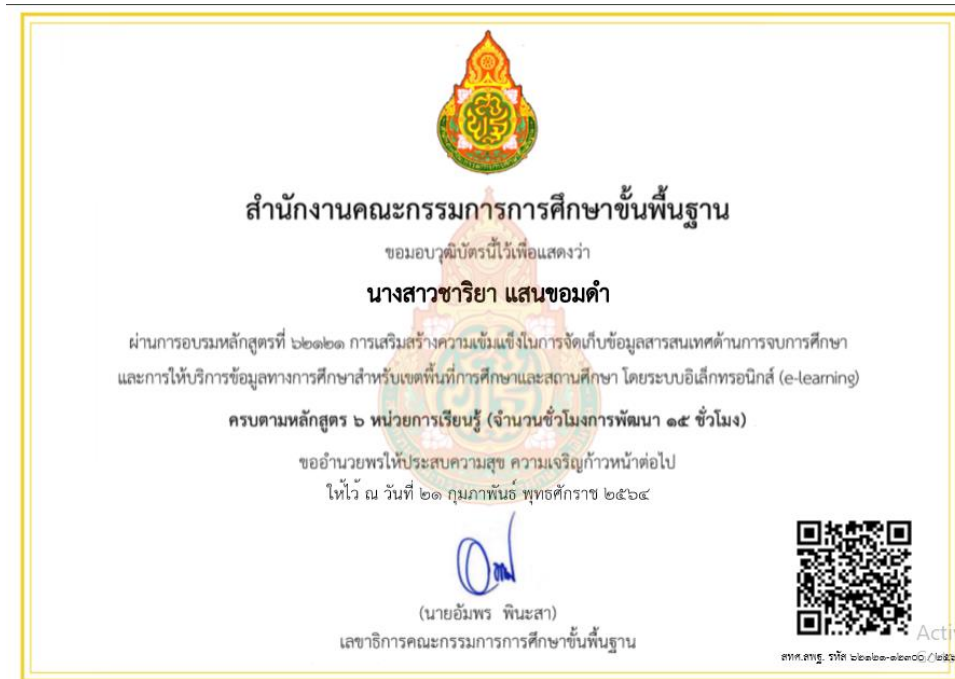 สำนักงานคณะกรรมการการศึกษาขั้นพื้นฐาน
ขอมอบวุฒิบัตรนี้ไว้เพื่อแสดงว่า
นางสาวชาริยา แสนขอมดำ
ผ่านการอบรมหลักสูตรที่ ๖๒๑๒๑ การเสริมสร้างความเข้มแข็งในการจัดเก็บข้อมูลสารสนเทศด้านการจบการศึกษา
และการให้บริการข้อมูลทางการศึกษาสำหรับเขตพื้นที่การศึกษาและสถานศึกษา โดยระบบอิเล็กทรอนิกส์ (e-learning)
ครบตามหลักสูตร ๖ หน่วยการเรียนรู้ (จำนวนชั่วโมงการพัฒนา ๑๕ ชั่วโมง)
ขออำนวยพรให้ประสบความสุข ความเจริญก้าวหน้าต่อไป
ให้ไว้ ณ วันที่ ๒๑ กุมภาพันธ์ พุทธศักราช ๒๕๖๔
(นายอัมพร พินะสา)
เลขาธิการคณะกรรมการการศึกษาขั้นพื้นฐาน
Acti
สทศ.สพฐ. รหัส